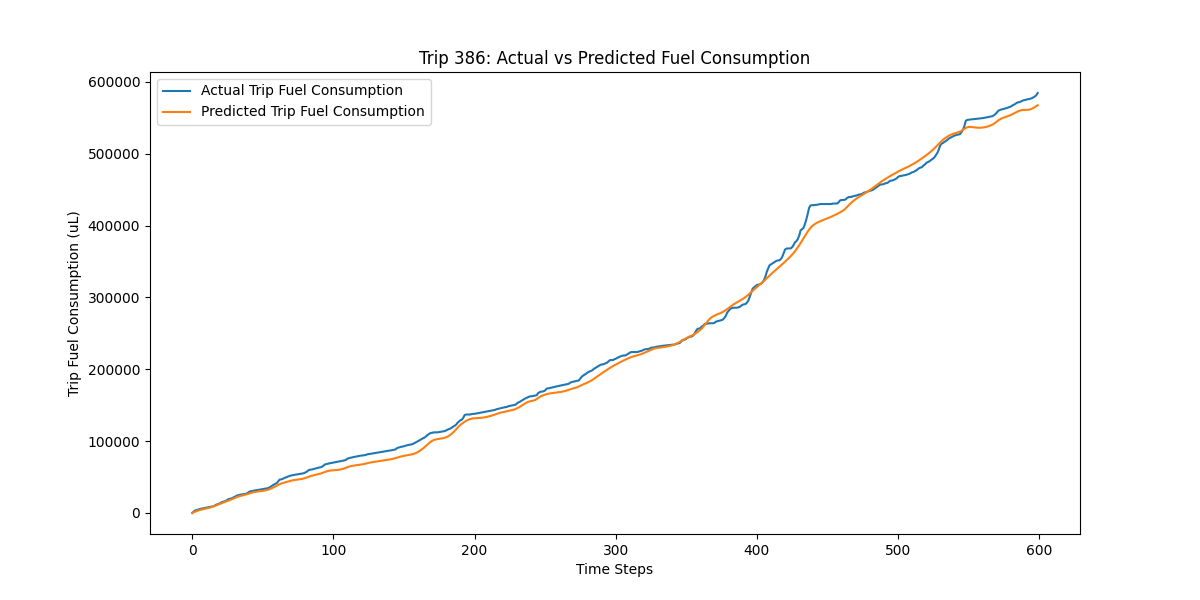 Trip 386: Actual vs Predicted Fuel Consumption
Actual Trip Fuel Consumption
Predicted Trip Fuel Consumption
Trip Fuel Consumption (uL)
600000
500000
400000
300000
200000
100000
0
0 100 200 300 400 500 600
Time Steps